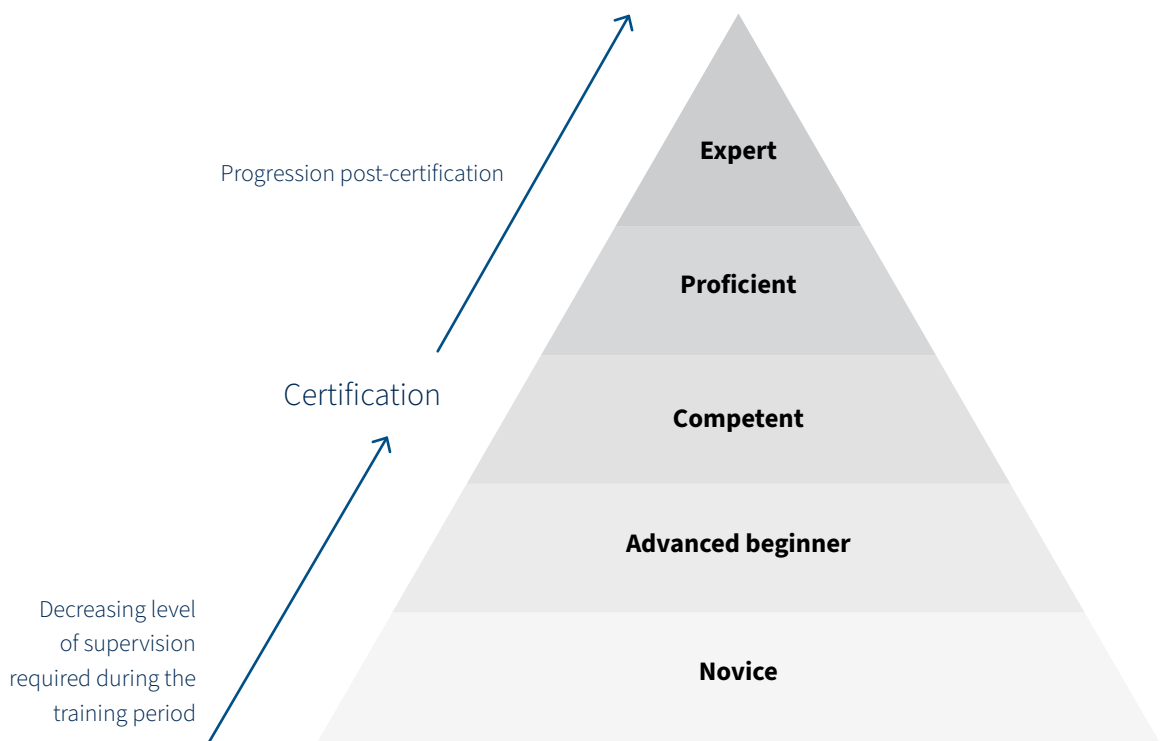 Expert
Progression post-certification
Proficient
Certification
Competent
Advanced beginner
Decreasing level
of supervision
required during the
training period
Novice